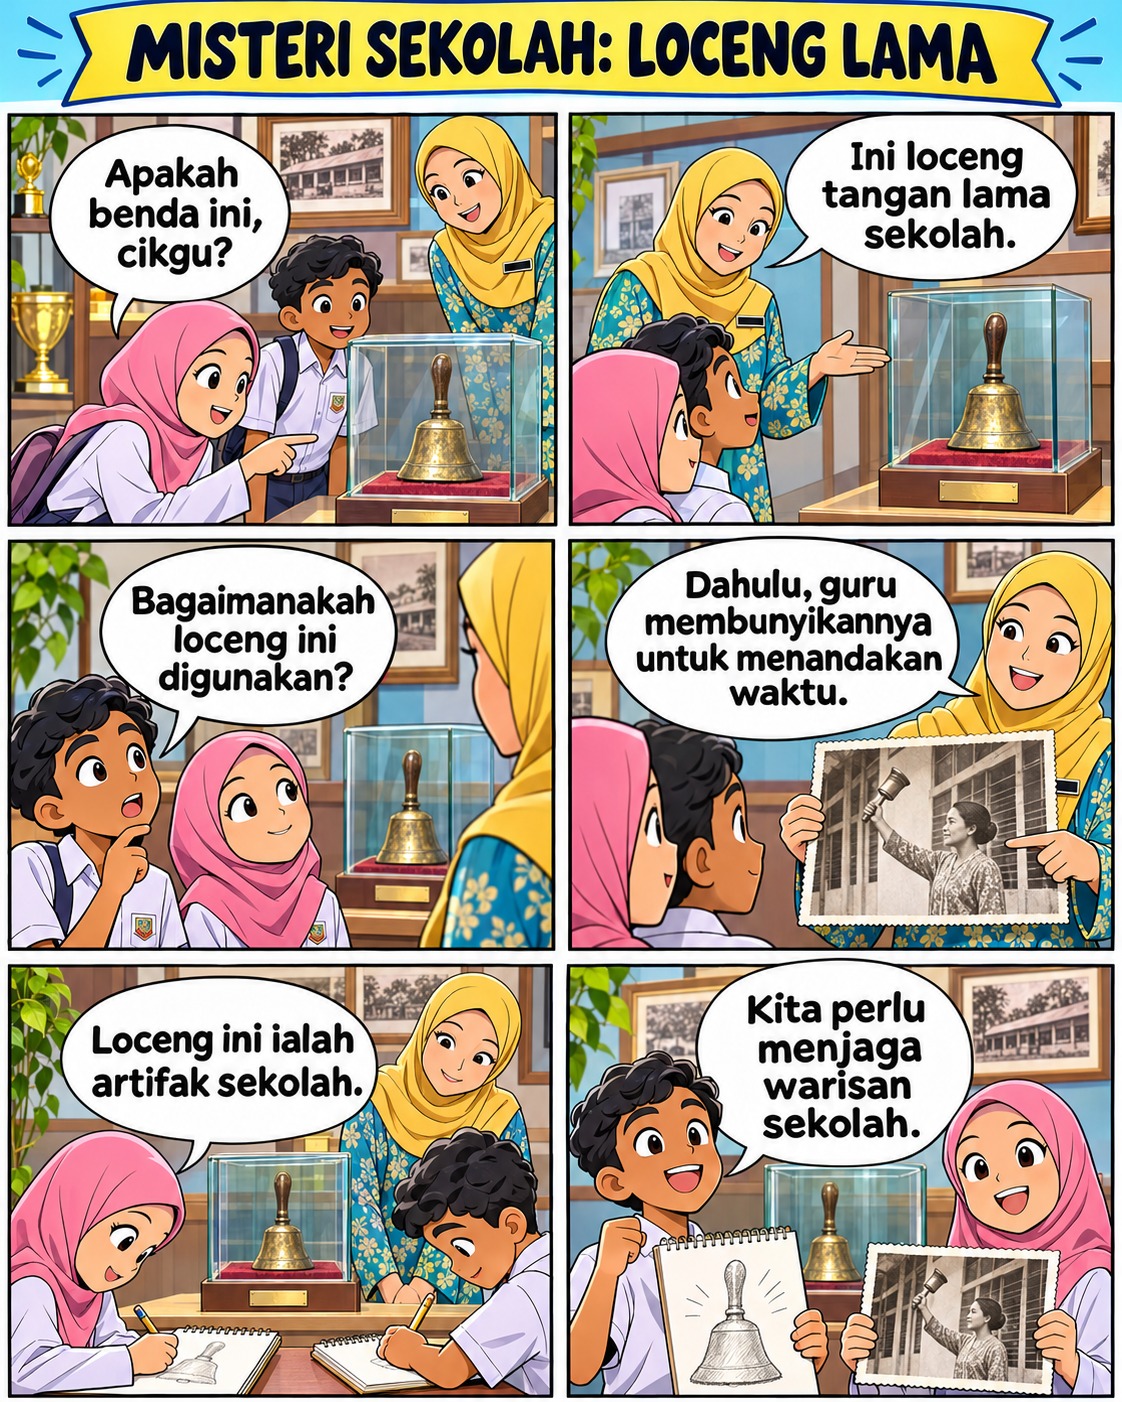 MISTERI SEKOLAH: LOCENG LAMA
Apakah
benda ini,
cikgu?
Ini loceng
tangan lama
sekolah.
Bagaimanakah
loceng ini
digunakan?
Dahulu, guru
membunyikannya
untuk menandakan
waktu.
Loceng ini ialah
artifak sekolah.
Kita perlu
menjaga
warisan
sekolah.